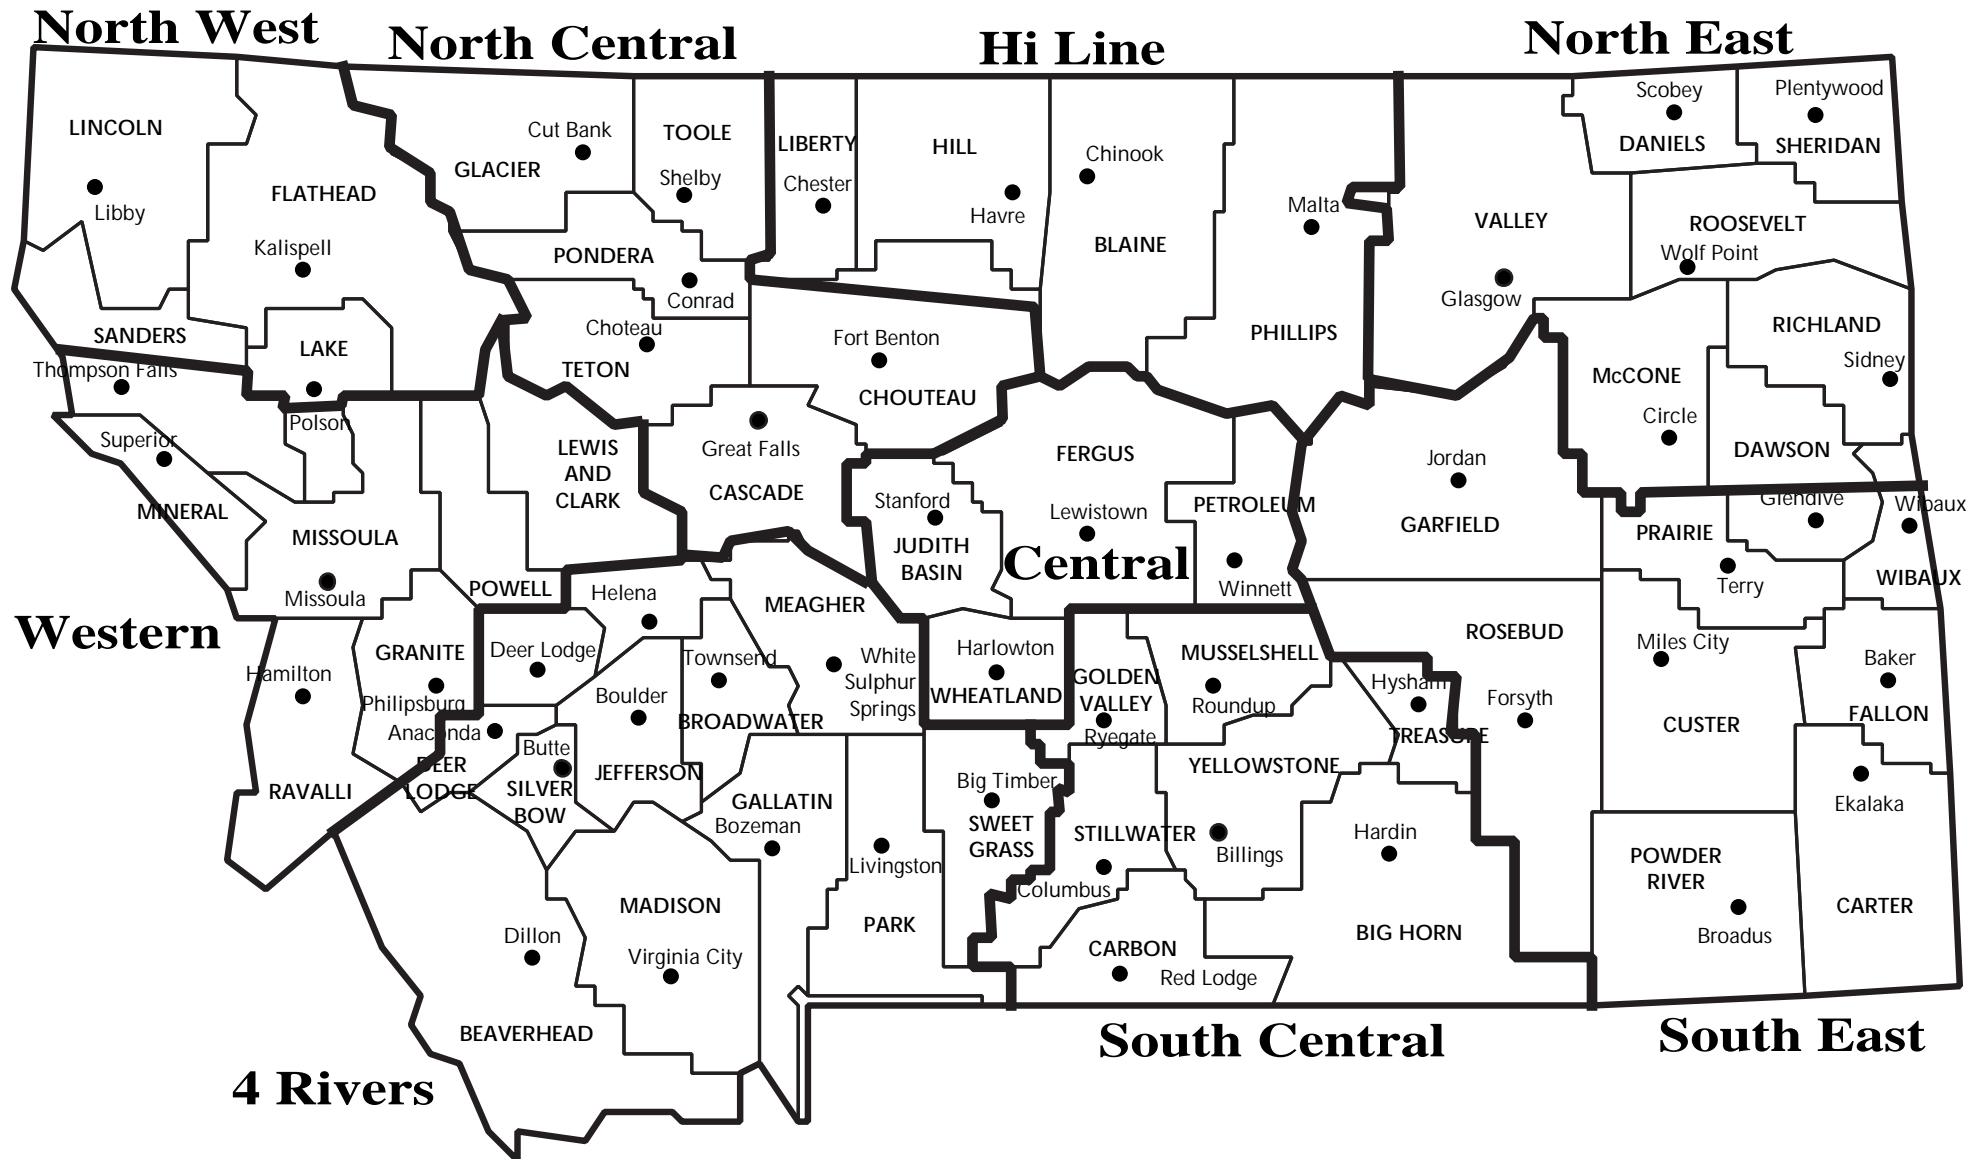 North West
North Central
Hi Line
North East
LINCOLN
Libby
FLATHEAD
Kalispell
SANDERS
Thompson Falls
LAKE
Polson
GLACIER
Cut Bank
TOOLE
Shelby
PONDERA
Conrad
Choteau
TETON
LIBERTY
Chester
HILL
Havre
Chinook
BLAINE
Malta
PHILLIPS
Fort Benton
CHOUTEAU
Great Falls
CASCADE
VALLEY
Glasgow
Scobey
DANIELS
Plentywood
SHERIDAN
ROOSEVELT
Wolf Point
RICHLAND
Sidney
McCONE
Circle
DAWSON
Glendive
Jordan
GARFIELD
PRAIRIE
Terry
Wibaux
WIBAUX
Superior
MINERAL
MISSOULA
Missoula
LEWIS
AND
CLARK
POWELL
Helena
MEAGHER
White
Sulphur
Springs
Stanford
JUDITH
BASIN
FERGUS
Lewistown
Central
PETROLEUM
Winnett
Western
Hamilton
RAVALLI
GRANITE
Philipsburg
Deer Lodge
Anaconda
DEER
LODGE
Butte
SILVER
BOW
Boulder
JEFFERSON
Townsend
BROADWATER
Harlowton
WHEATLAND
GOLDEN
VALLEY
Ryegate
MUSSELSHELL
Roundup
Hysham
TREASURE
ROSEBUD
Forsyth
Miles City
CUSTER
Baker
FALLON
Ekalaka
CARTER
POWDER
RIVER
Broadus
GALLATIN
Bozeman
Livingston
PARK
Big Timber
SWEET
GRASS
STILLWATER
Columbus
YELLOWSTONE
Billings
Hardin
BIG HORN
CARBON
Red Lodge
MADISON
Virginia City
Dillon
BEAVERHEAD
4 Rivers
South Central
South East